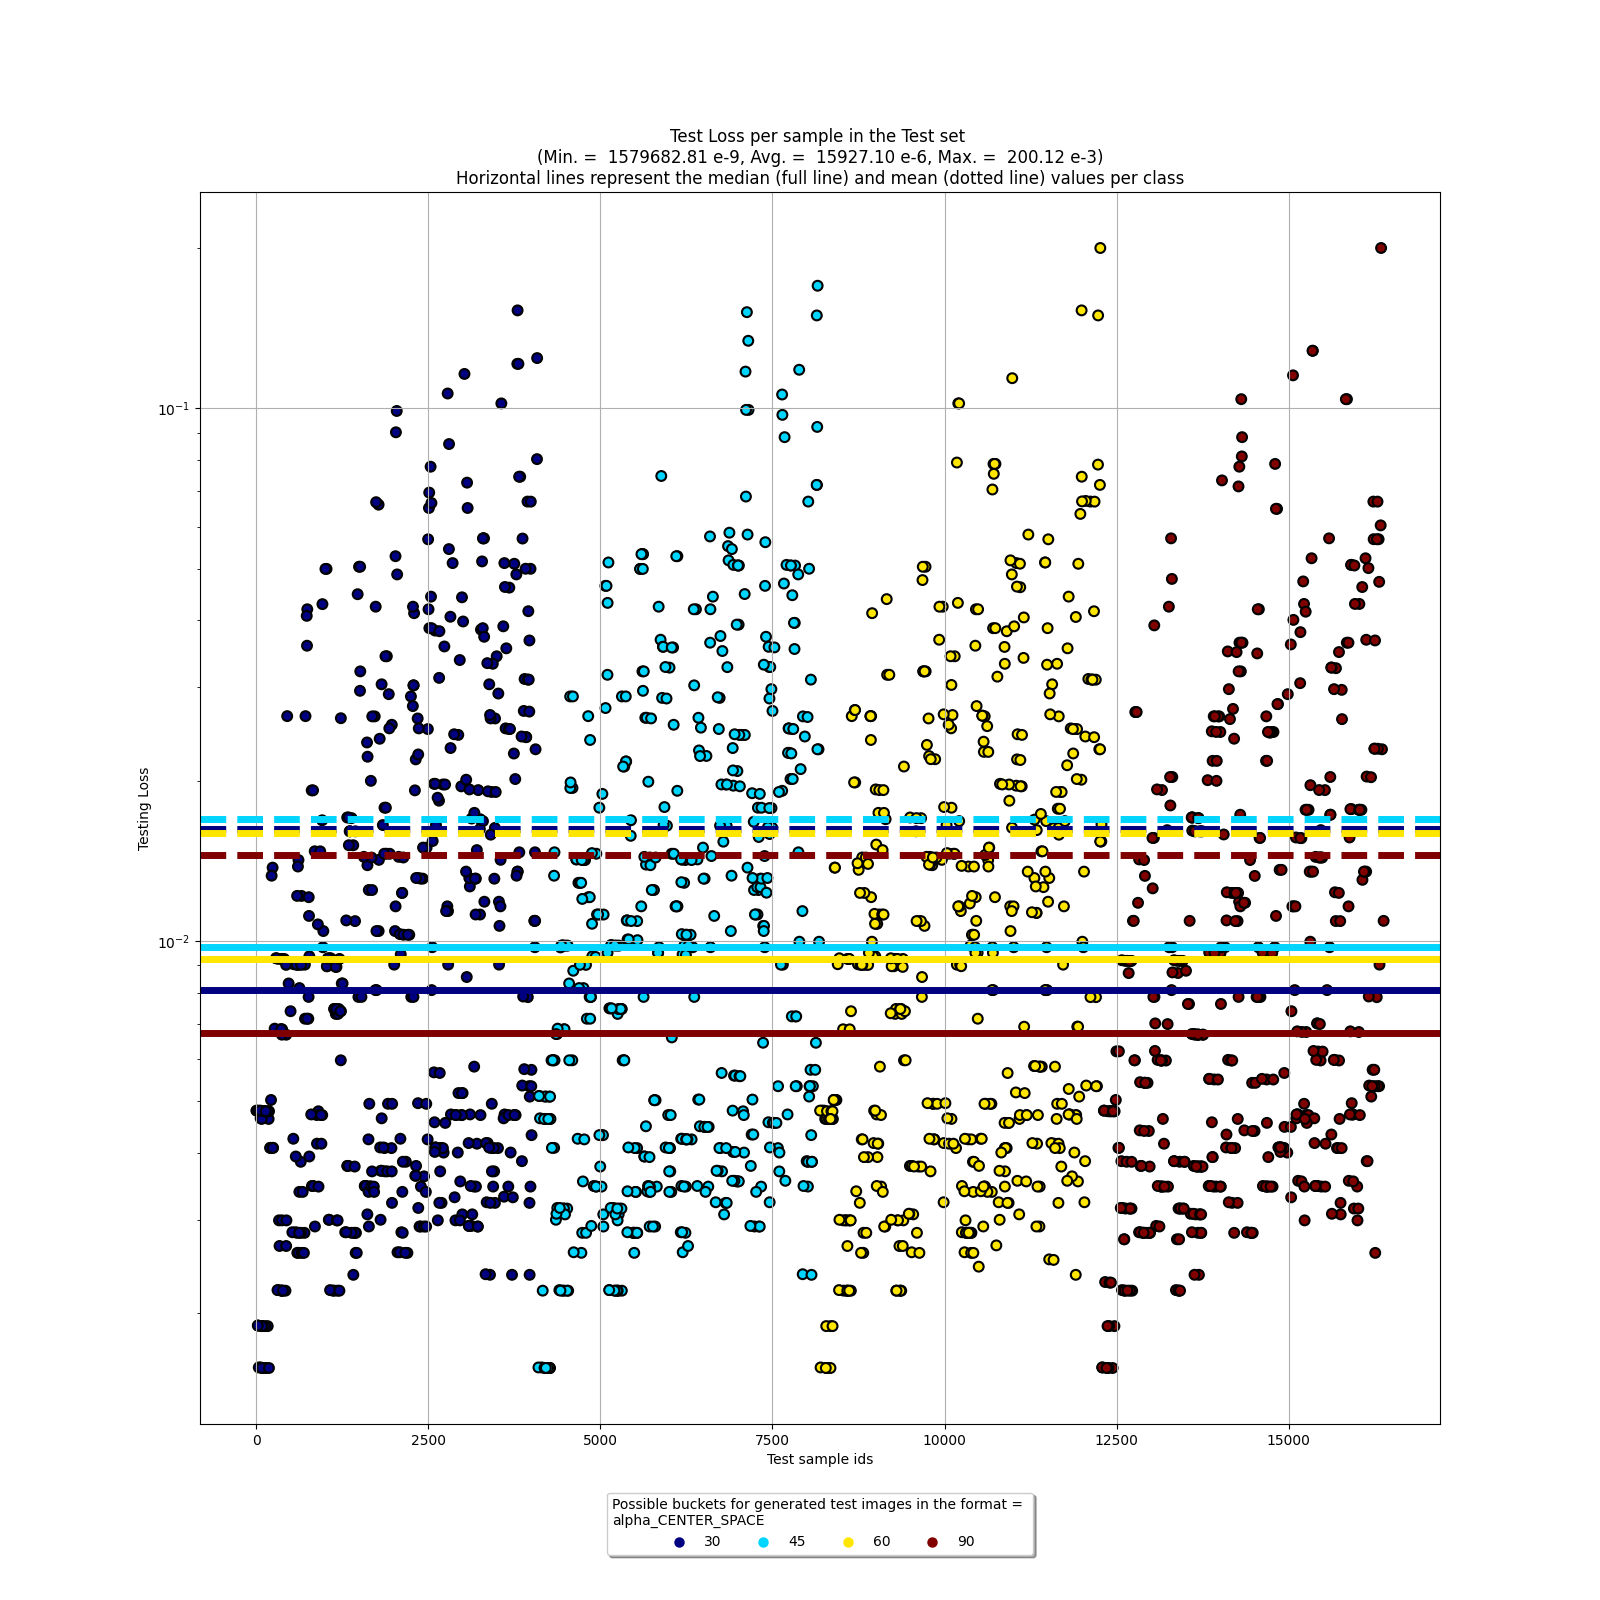 Test Loss per sample in the Test set
(Min. =  1579682.81 e-9, Avg. =  15927.10 e-6, Max. =  200.12 e-3)
Horizontal lines represent the median (full line) and mean (dotted line) values per class
Testing Loss
10⁻¹
10⁻²
0 2500 5000 7500 10000 12500 15000
Test sample ids
Possible buckets for generated test images in the format =
alpha_CENTER_SPACE
30 45 60 90